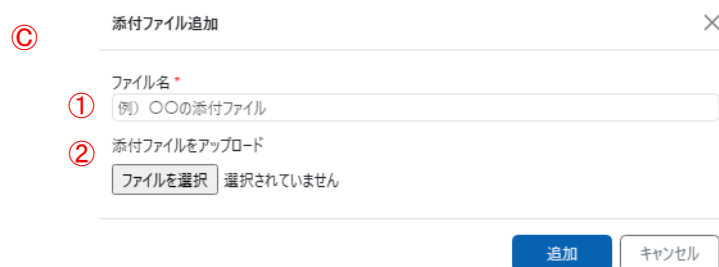 Ⓒ
添付ファイル追加 ×
ファイル名 *
① 例）〇〇の添付ファイル
② 添付ファイルをアップロード
ファイルを選択 選択されていません
追加 キャンセル